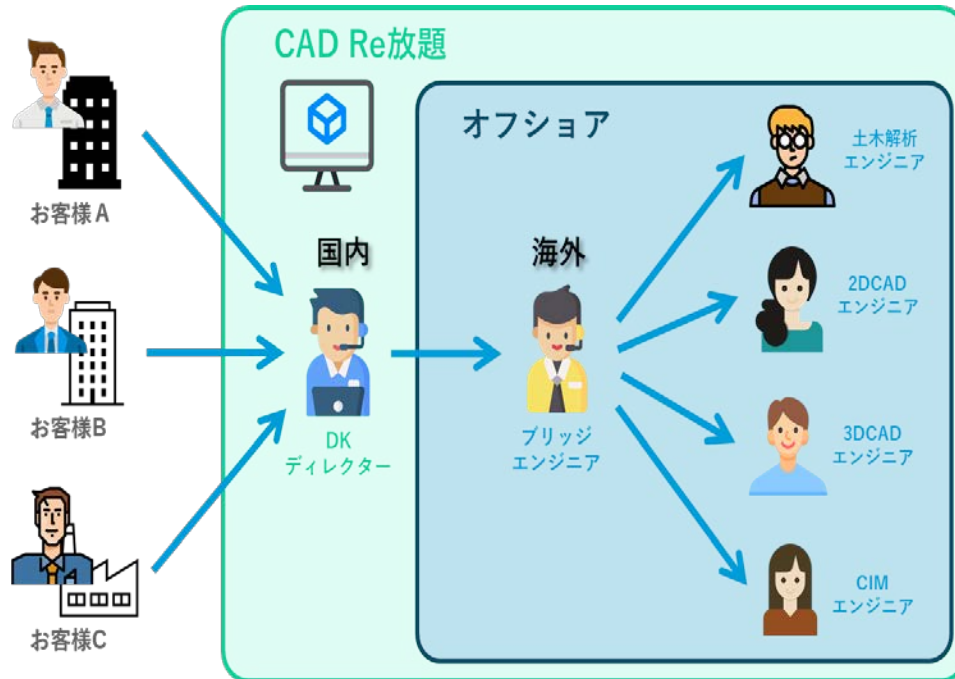 CAD Re放題
オフショア
お客様A
お客様B
お客様C
国内
DK
ディレクター
海外
ブリッジ
エンジニア
土木解析
エンジニア
2DCAD
エンジニア
3DCAD
エンジニア
CIM
エンジニア